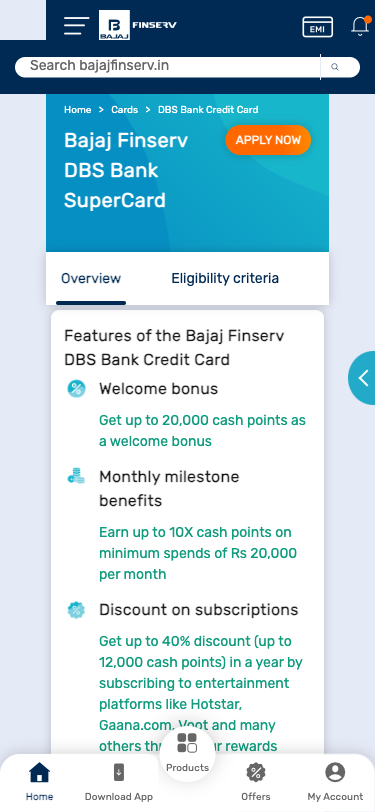 BAJAJ FINSERV
EMI
Search bajajfinserv.in
Home > Cards > DBS Bank Credit Card
Bajaj Finserv
DBS Bank
SuperCard
APPLY NOW
Overview
Eligibility criteria
Features of the Bajaj Finserv
DBS Bank Credit Card
Welcome bonus
Get up to 20,000 cash points as
a welcome bonus
Monthly milestone
benefits
Earn up to 10X cash points on
minimum spends of Rs 20,000
per month
Discount on subscriptions
Get up to 40% discount (up to
12,000 cash points) in a year by
subscribing to entertainment
platforms like Hotstar,
Gaana.com, Voot and many
others rewards
Home
Download App
Products
Offers
My Account